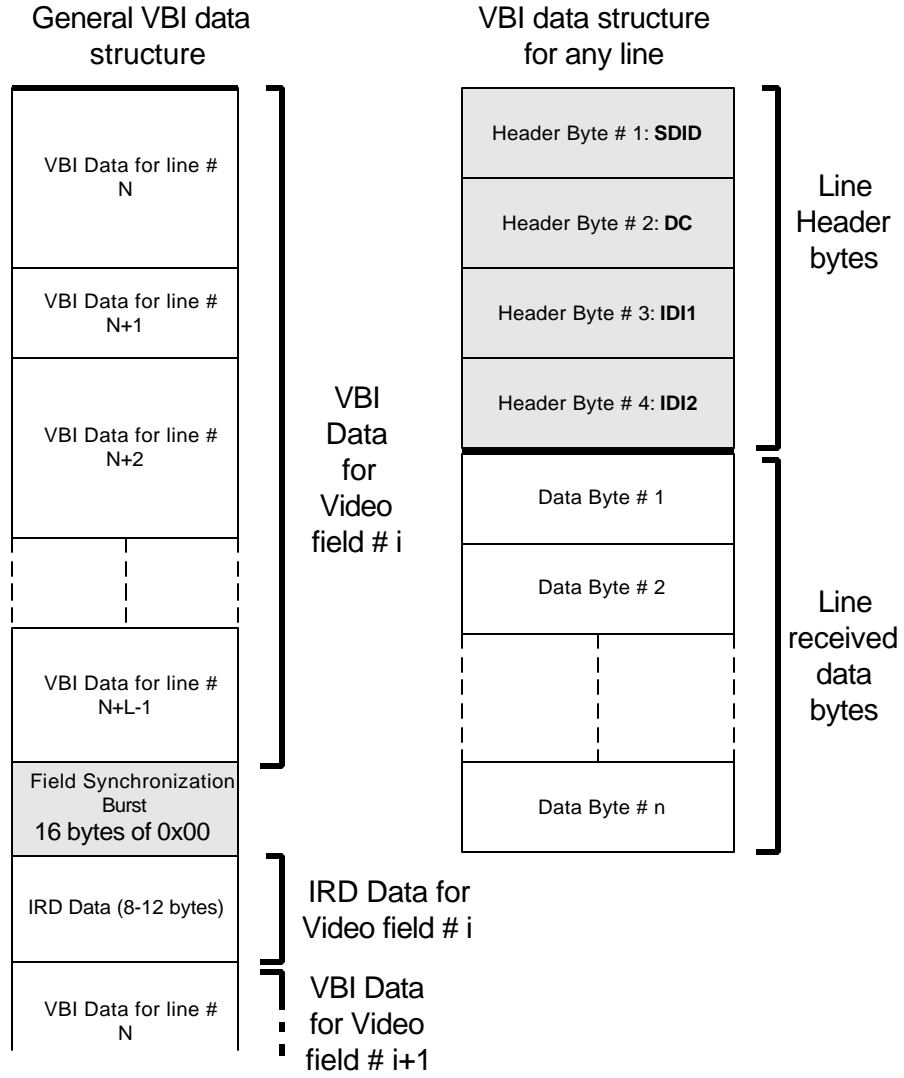 General VBI data
structure
VBI Data for line #
N
VBI Data for line #
N+1
VBI Data for line #
N+2
VBI Data for line #
N+L-1
Field Synchronization
Burst
16 bytes of 0x00
IRD Data (8-12 bytes)
VBI Data for line #
N
VBI
Data
for
Video
field # i
IRD Data for
Video field # i
VBI Data
for Video
field # i+1
VBI data structure
for any line
Header Byte # 1: SDID
Header Byte # 2: DC
Header Byte # 3: IDI1
Header Byte # 4: IDI2
Data Byte # 1
Data Byte # 2
Data Byte # n
Line
Header
bytes
Line
received
data
bytes